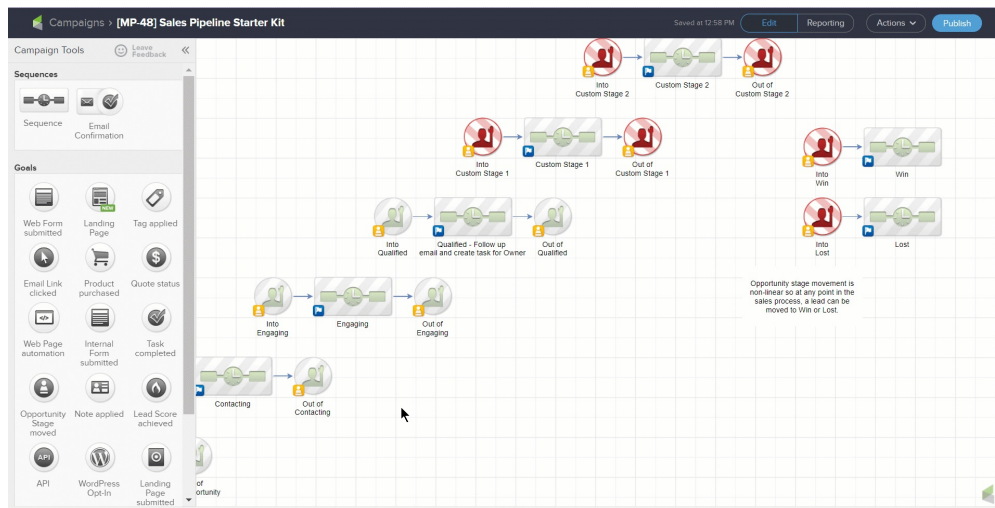 Campaigns › [MP-48] Sales Pipeline Starter Kit
Saved at 12:58 PM
Edit
Reporting
Actions
Publish
Campaign Tools
Leave
Feedback
Sequences
Sequence
Email
Confirmation
Goals
Web Form
submitted
NEW
Landing
Page
Tag applied
Email Link
clicked
Product
purchased
Quote status
Web Page
automation
Internal
Form
submitted
Task
completed
Opportunity
Stage
moved
Note applied
Lead Score
achieved
API
API
WordPress
Opt-In
Landing
Page
submitted
Into
Custom Stage 2
Custom Stage 2
Out of
Custom Stage 2
Into
Custom Stage 1
Custom Stage 1
Out of
Custom Stage 1
Into
Win
Win
Into
Qualified
Qualified - Follow up
email and create task for Owner
Out of
Qualified
Into
Lost
Lost
Opportunity stage movement is
non-linear so at any point in the
sales process, a lead can be
moved to Win or Lost.
Into
Engaging
Engaging
Out of
Engaging
Contacting
Out of
Contacting
of
ortunity